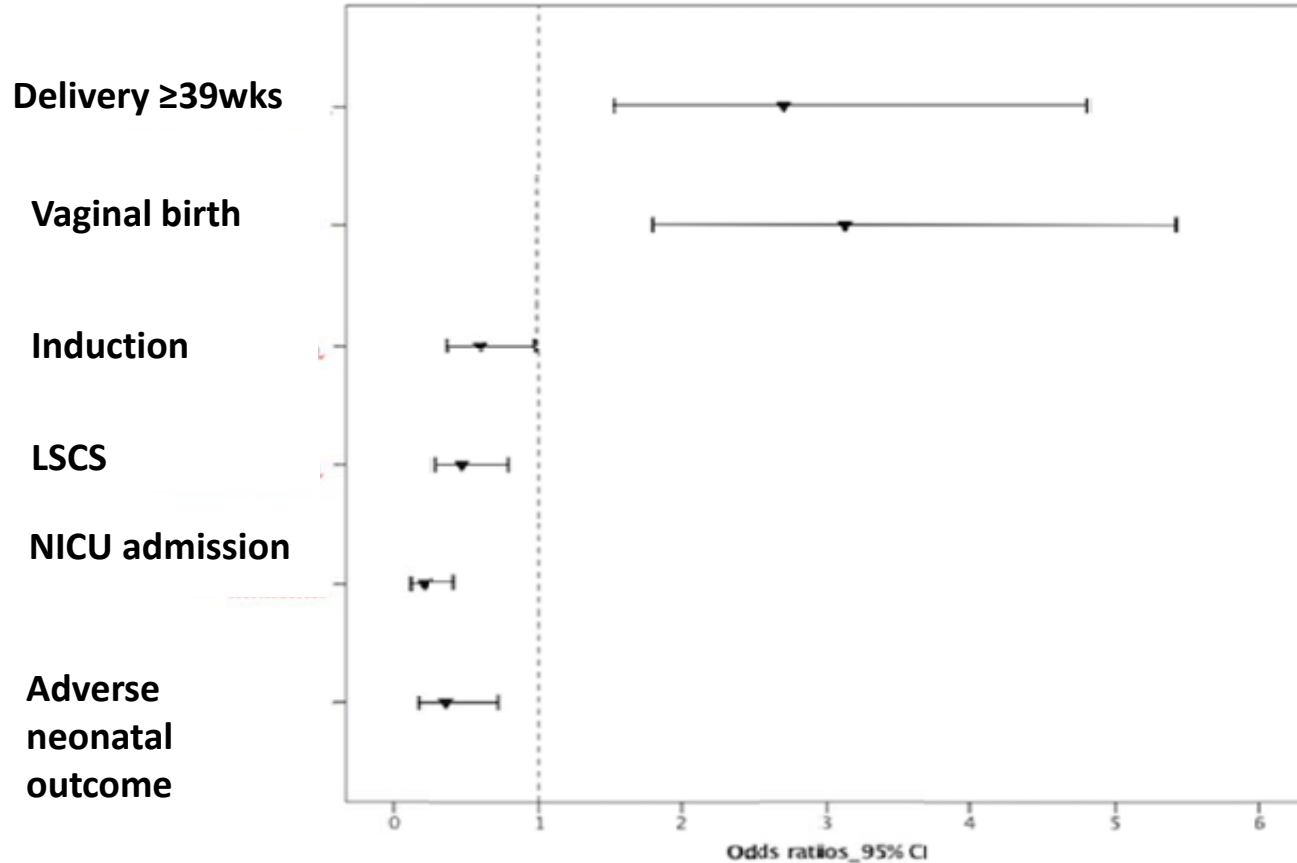 Delivery ≥39wks
Vaginal birth
Induction
LSCS
NICU admission
Adverse
neonatal
outcome
0 1 2 3 4 5 6
Odds ratiios_95% CI